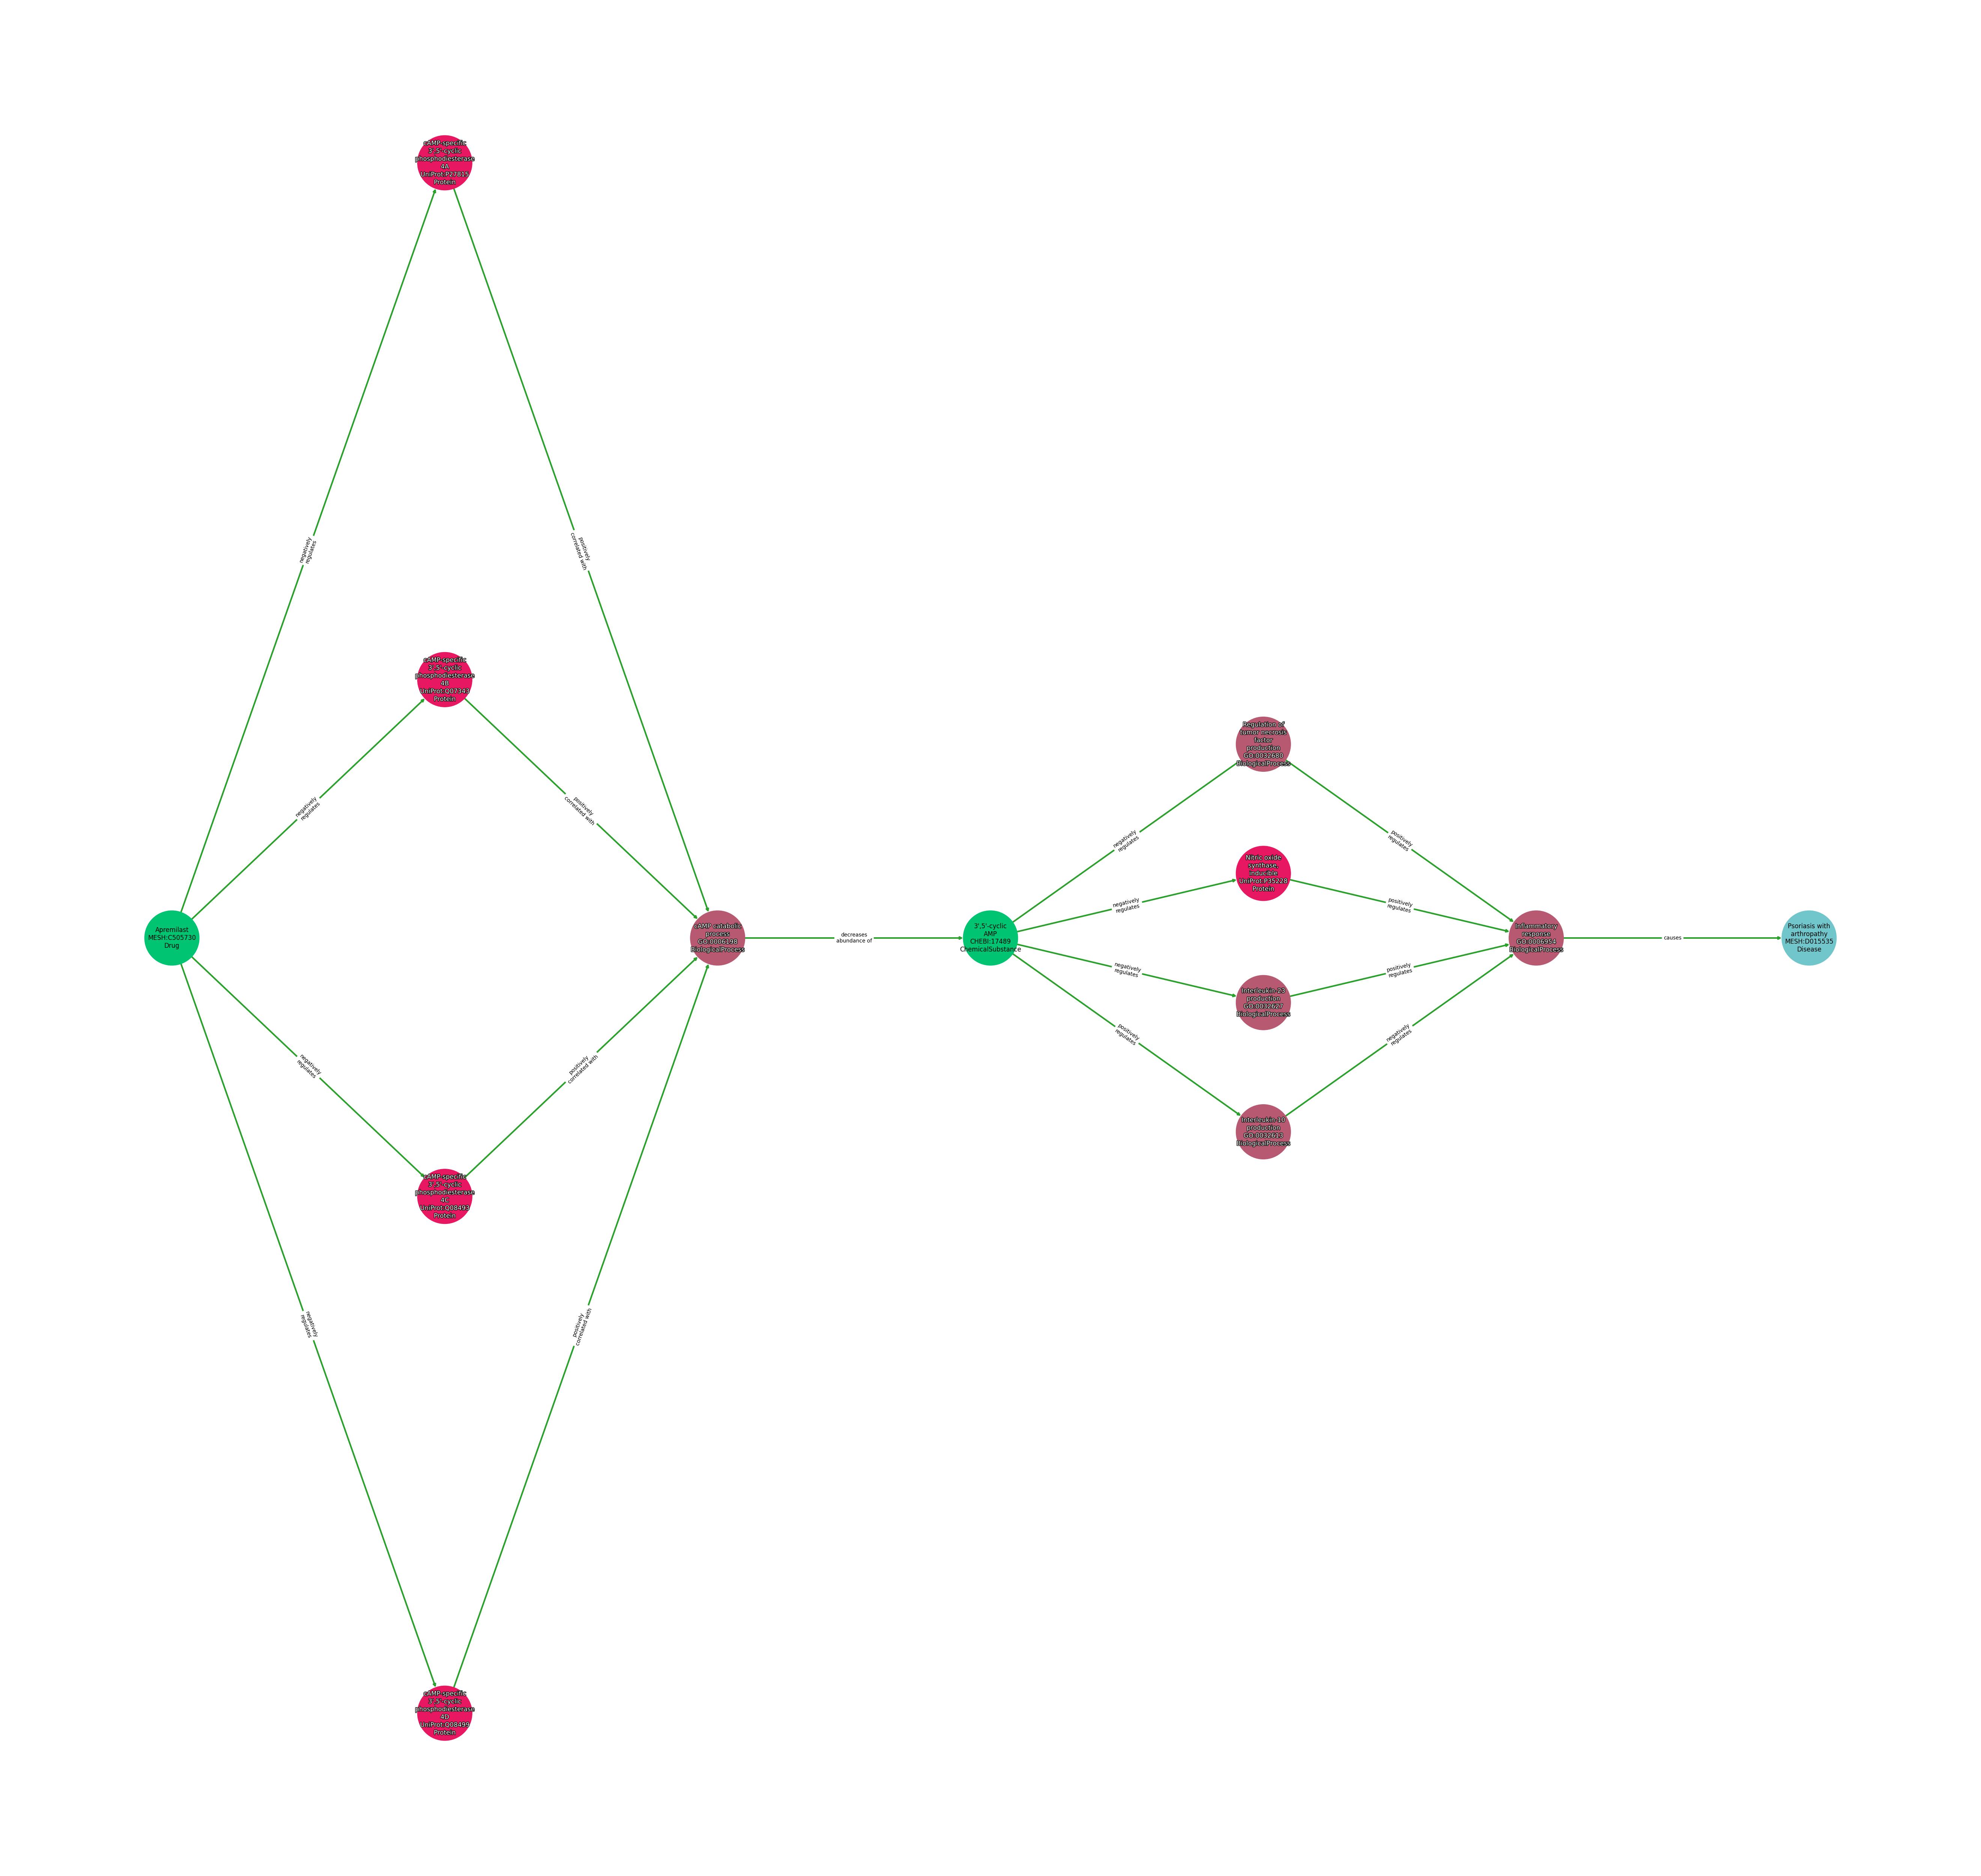 cAMP-specific
3',5'-cyclic
phosphodiesterase
4A
UniProt:P27815
Protein
negatively
regulates
positively
correlated with
cAMP-specific
3',5'-cyclic
phosphodiesterase
4B
UniProt:Q07343
Protein
negatively
regulates
positively
correlated with
Apremilast
MESH:C505730
Drug
cAMP catabolic
process
GO:0006198
BiologicalProcess
decreases
abundance of
3',5'-cyclic
AMP
CHEBI:17489
ChemicalSubstance
negatively
regulates
Regulation of
tumor necrosis
factor
production
GO:0032680
BiologicalProcess
positively
regulates
negatively
regulates
Nitric oxide
synthase,
inducible
UniProt:P35228
Protein
positively
regulates
negatively
regulates
Interleukin-23
production
GO:0032627
BiologicalProcess
positively
regulates
positively
regulates
Interleukin-10
production
GO:0032613
BiologicalProcess
negatively
regulates
Inflammatory
response
GO:0006954
BiologicalProcess
causes
Psoriasis with
arthropathy
MESH:D015535
Disease
negatively
regulates
positively
correlated with
cAMP-specific
3',5'-cyclic
phosphodiesterase
4C
UniProt:Q08493
Protein
negatively
regulates
positively
correlated with
cAMP-specific
3',5'-cyclic
phosphodiesterase
4D
UniProt:Q08499
Protein